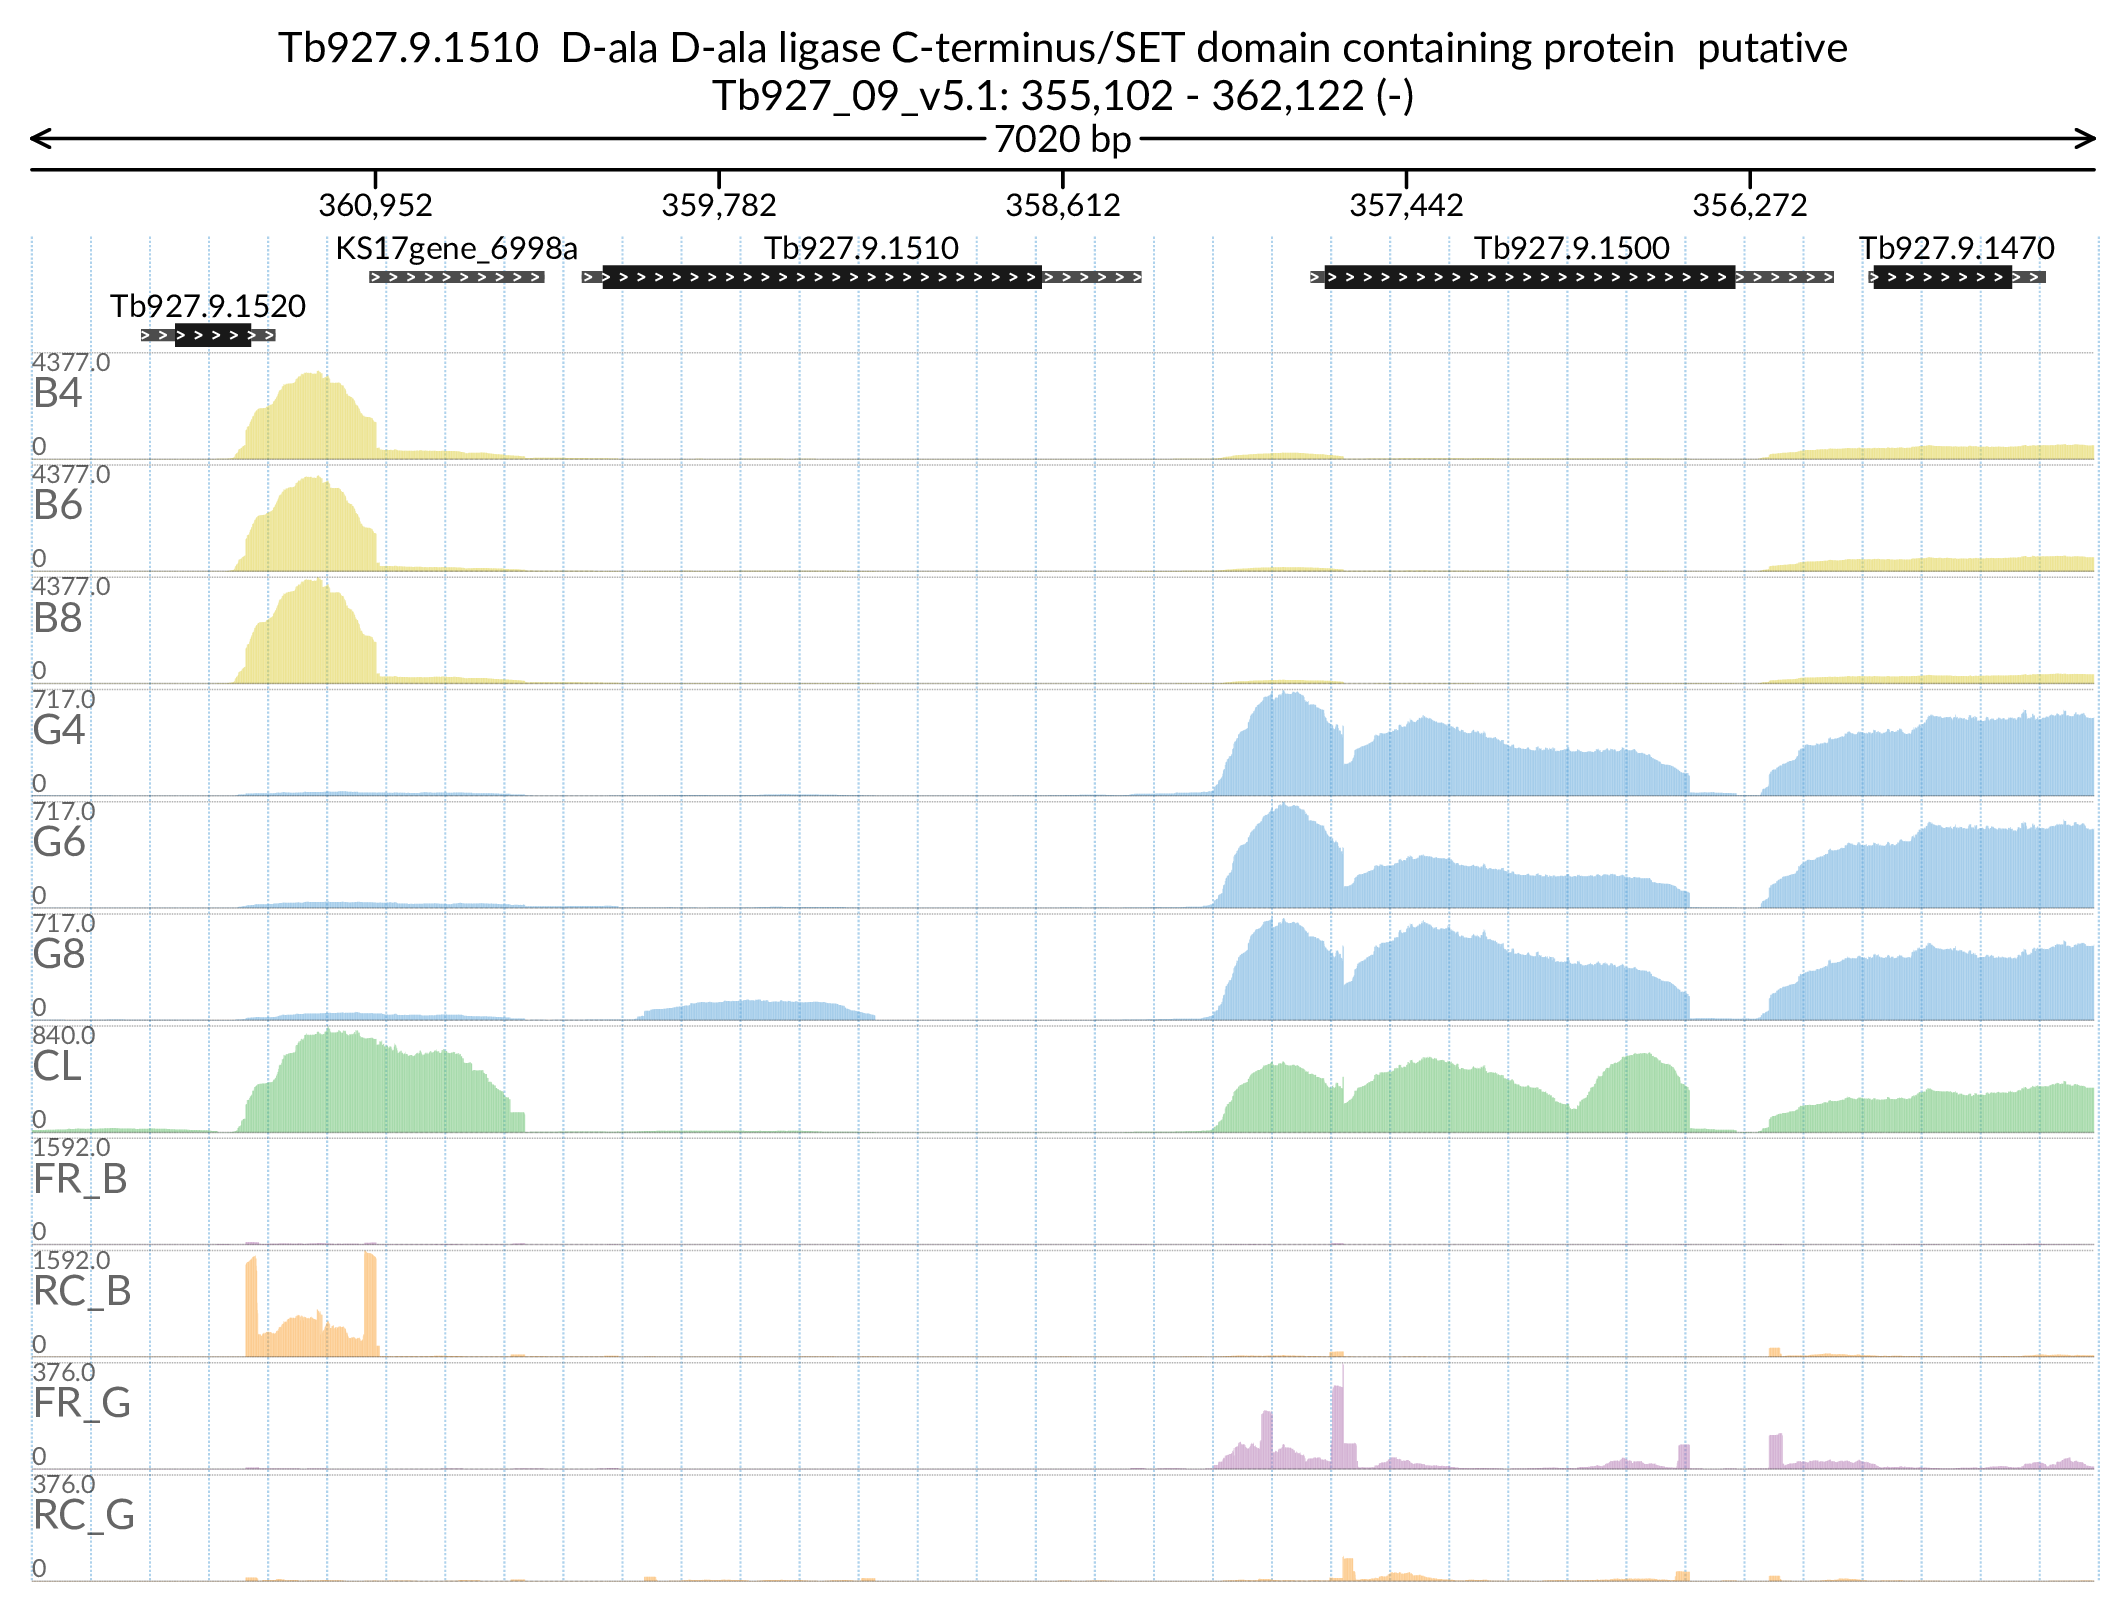 Tb927.9.1510 D-ala D-ala ligase C-terminus/SET domain containing protein putative
Tb927_09_v5.1: 355,102 - 362,122 (-)
7020 bp
360,952 359,782 358,612 357,442 356,272
KS17gene_6998a Tb927.9.1510 Tb927.9.1500 Tb927.9.1470
Tb927.9.1520
4377.0
B4
0
4377.0
B6
0
4377.0
B8
0
717.0
G4
0
717.0
G6
0
717.0
G8
0
840.0
CL
0
1592.0
FR_B
0
1592.0
RC_B
0
376.0
FR_G
0
376.0
RC_G
0